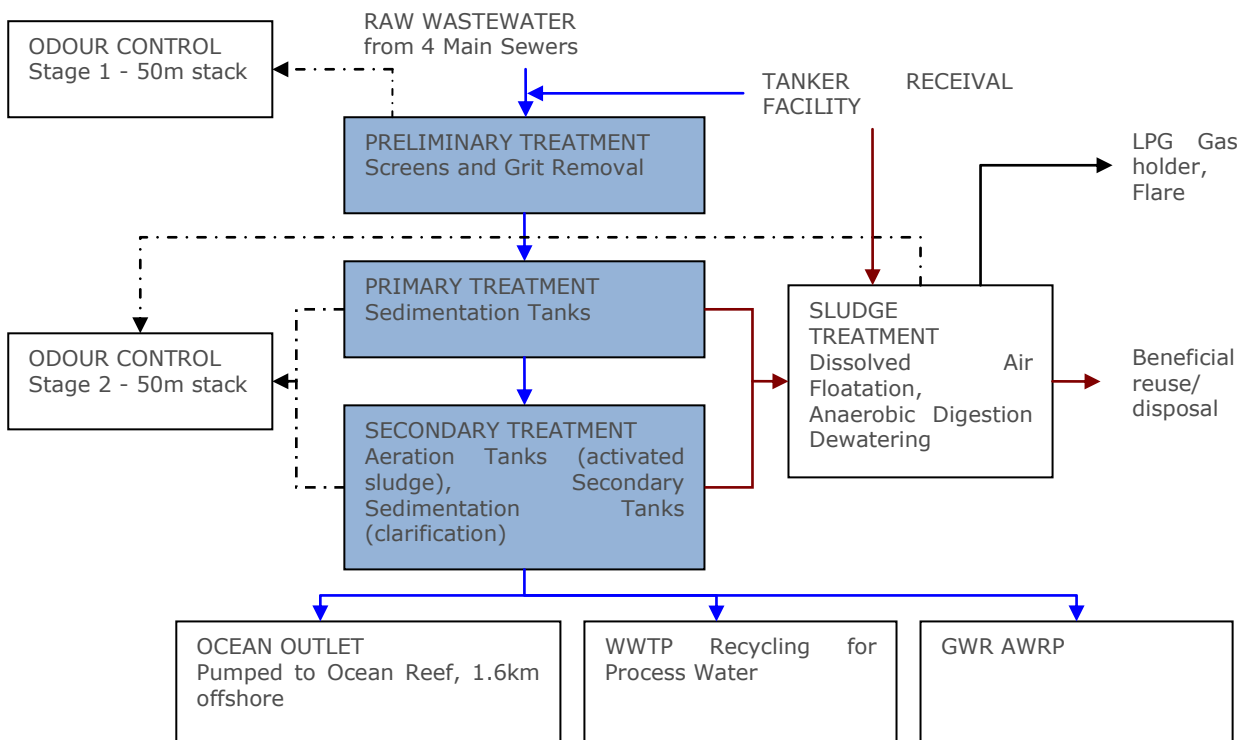 RAW WASTEWATER
from 4 Main Sewers
ODOUR CONTROL
Stage 1 - 50m stack
TANKER RECEIVAL
FACILITY
PRELIMINARY TREATMENT
Screens and Grit Removal
LPG Gas
holder,
Flare
PRIMARY TREATMENT
Sedimentation Tanks
SLUDGE
TREATMENT
Dissolved Air
Floatation,
Anaerobic Digestion
Dewatering
ODOUR CONTROL
Stage 2 - 50m stack
Beneficial
reuse/
disposal
SECONDARY TREATMENT
Aeration Tanks (activated
sludge), Secondary
Sedimentation Tanks
(clarification)
OCEAN OUTLET
Pumped to Ocean Reef, 1.6km
offshore
WWTP Recycling for
Process Water
GWR AWRP